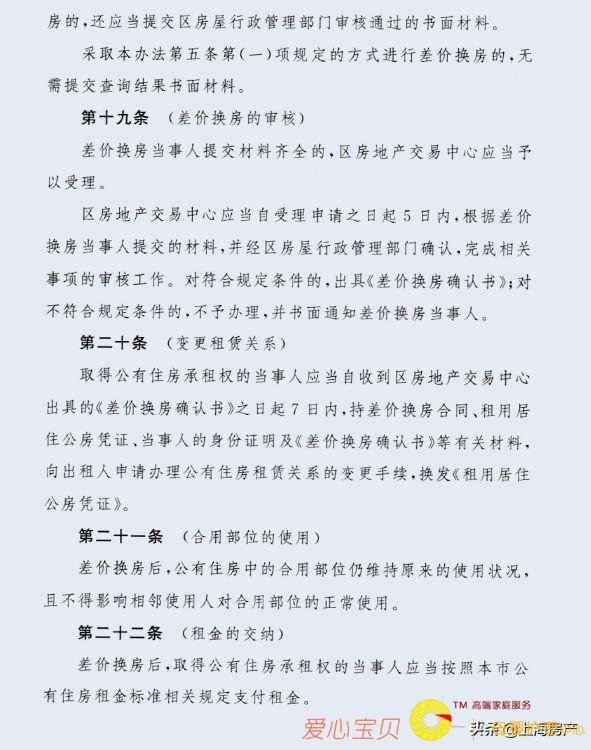 房的,还应当提交区房屋行政管理部门审核通过的书面材料。
采取本办法第五条第(一)项规定的方式进行差价换房的,无
需提交查询结果书面材料。
第十九条 (差价换房的审核)
差价换房当事人提交材料齐全的,区房地产交易中心应当予
以受理。
区房地产交易中心应当自受理申请之日起5日内,根据差价
换房当事人提交的材料,并经区房屋行政管理部门确认,完成相关
事项的审核工作。对符合规定条件的,出具《差价换房确认书》;对
不符合规定条件的,不予办理,并书面通知差价换房当事人。
第二十条 (变更租赁关系)
取得公有住房承租权的当事人应当自收到区房地产交易中心
出具的《差价换房确认书》之日起7日内,持差价换房合同、租用居
住公房凭证、当事人的身份证明及《差价换房确认书》等有关材料,
向出租人申请办理公有住房租赁关系的变更手续,换发《租用居住
公房凭证》。
第二十一条 (合用部位的使用)
差价换房后,公有住房中的合用部位仍维持原来的使用状况,
且不得影响相邻使用人对合用部位的正常使用。
第二十二条 (租金的交纳)
差价换房后,取得公有住房承租权的当事人应当按照本市公
有住房租金标准相关规定支付租金。
爱心宝贝
TM 高端家庭服务
头条@上海房产